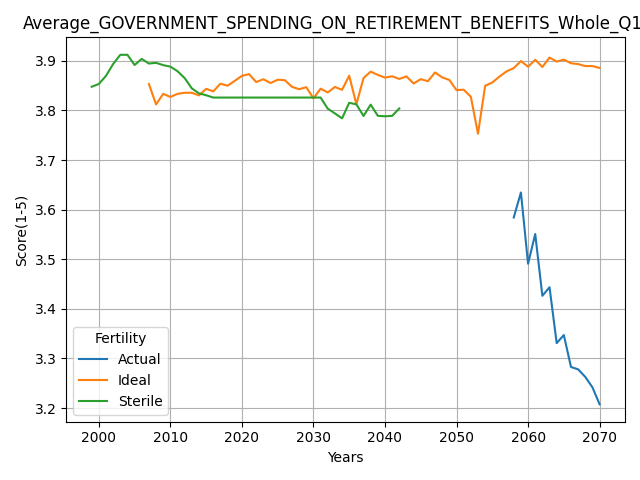 Average_GOVERNMENT_SPENDING_ON_RETIREMENT_BENEFITS_Whole_Q1
3.9
3.8
3.7
3.6
3.5
3.4
3.3
3.2
Score(1-5)
Fertility
Actual
Ideal
Sterile
2000 2010 2020 2030 2040 2050 2060 2070
Years